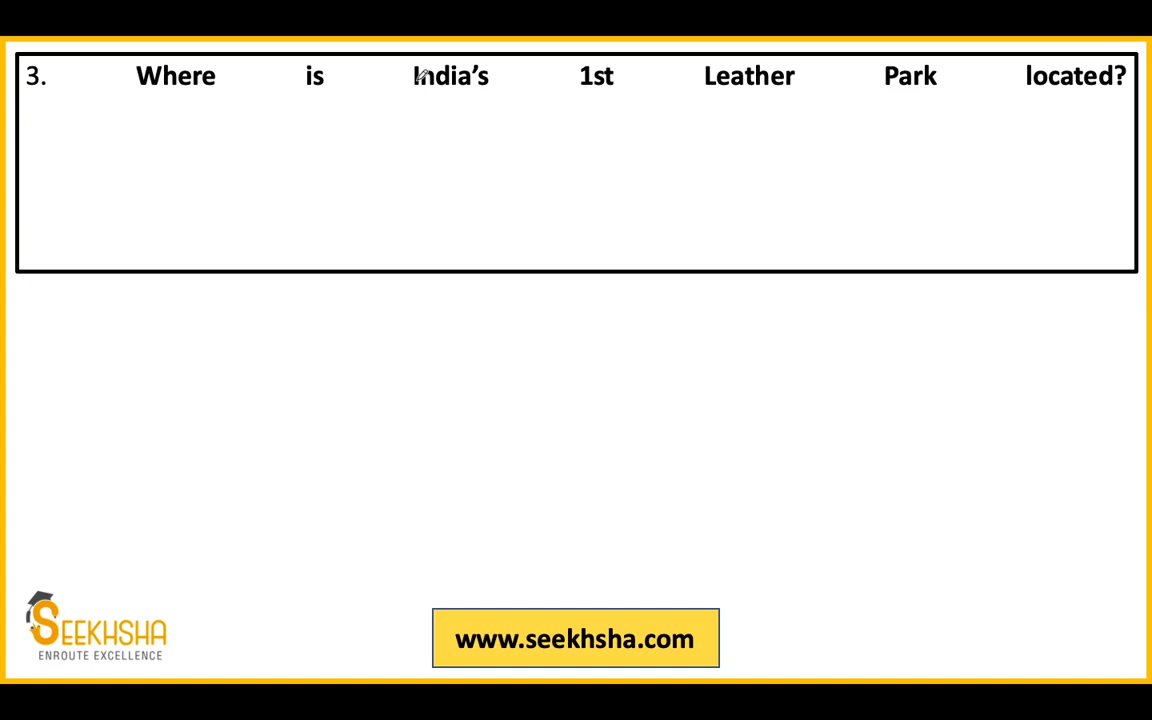 3. Where is India’s 1st Leather Park located?
SEEKHSHA
ENROUTE EXCELLENCE
www.seekhsha.com